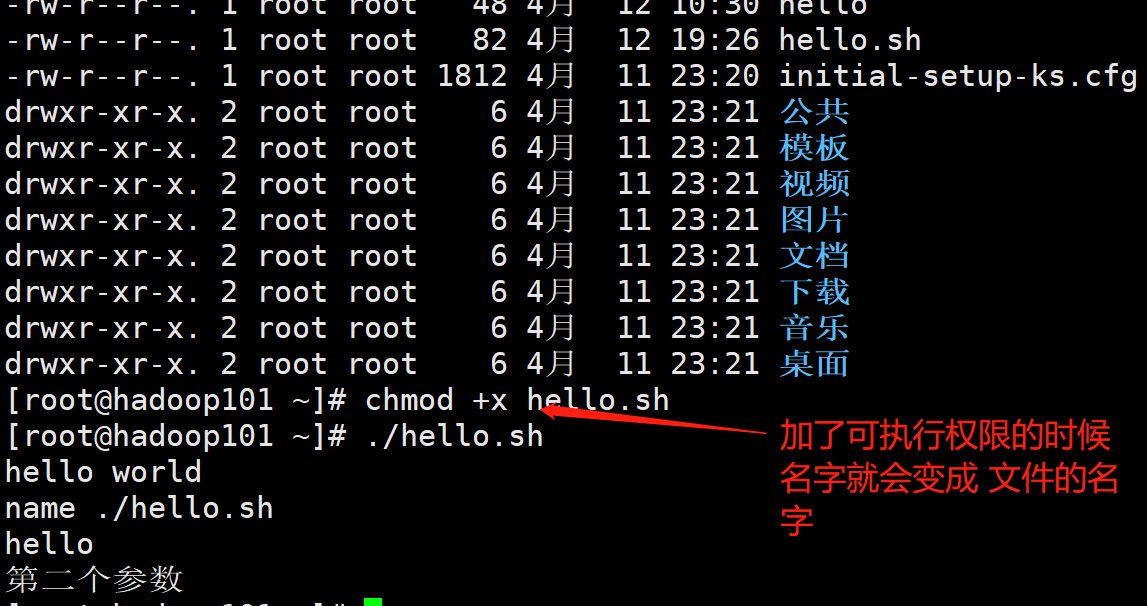 -rw-r--r--. 1 root root   48 4月  12 10:30 hello
-rw-r--r--. 1 root root   82 4月  12 19:26 hello.sh
-rw-r--r--. 1 root root 1812 4月  11 23:20 initial-setup-ks.cfg
drwxr-xr-x. 2 root root    6 4月  11 23:21 公共
drwxr-xr-x. 2 root root    6 4月  11 23:21 模板
drwxr-xr-x. 2 root root    6 4月  11 23:21 视频
drwxr-xr-x. 2 root root    6 4月  11 23:21 图片
drwxr-xr-x. 2 root root    6 4月  11 23:21 文档
drwxr-xr-x. 2 root root    6 4月  11 23:21 下载
drwxr-xr-x. 2 root root    6 4月  11 23:21 音乐
drwxr-xr-x. 2 root root    6 4月  11 23:21 桌面
[root@hadoop101 ~]# chmod +x hello.sh
[root@hadoop101 ~]# ./hello.sh
hello world
name ./hello.sh
hello
第二个参数
加了可执行权限的时候
名字就会变成 文件的名
字